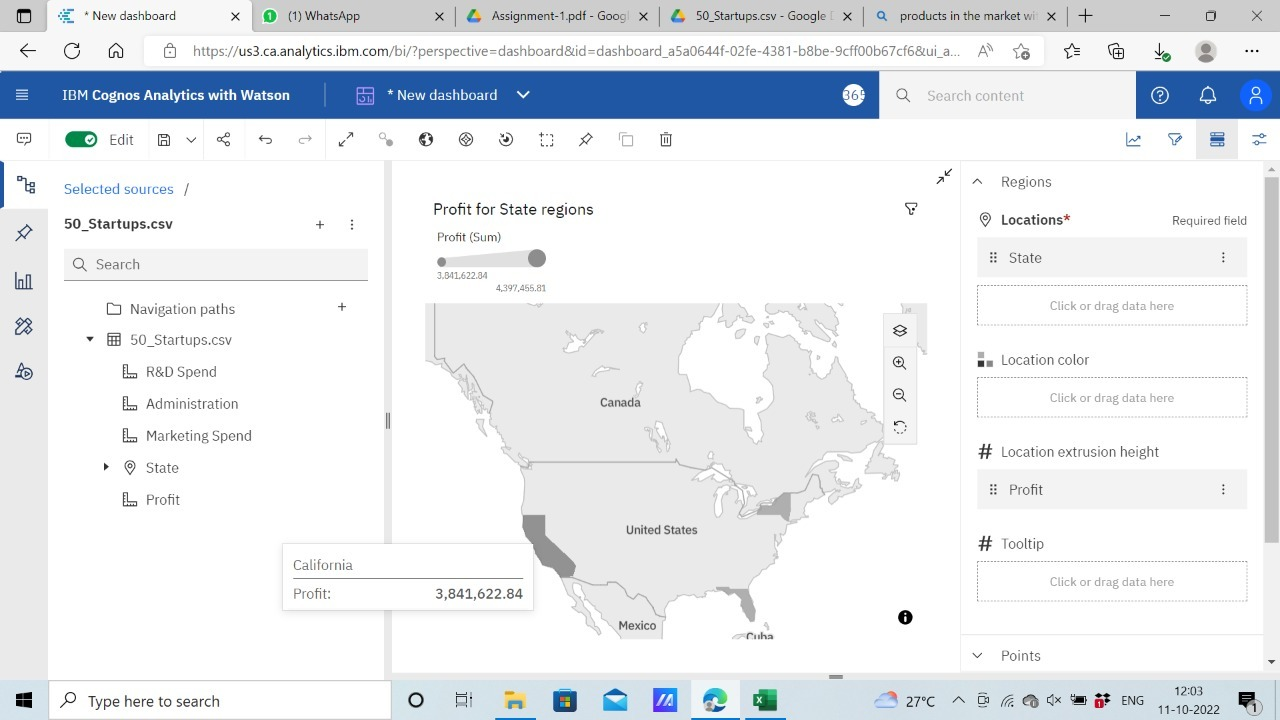 * New dashb
1
WhatsApp
Assignment-1.pdf - Googl
50_Startups.csv - Google D
products in the market wit
https://us3.ca.analytics.ibm.com/bi/?perspective=dashboard&id=dashboard_a5a0644f-02fe-4381-b8be-9cff00b67cf6&ui_a...
IBM Cognos Analytics with Watson
* New dashboard
365
Search content
Edit
Selected sources /
50_Startups.csv
Search
Navigation paths
50_Startups.csv
R&D Spend
Administration
Marketing Spend
State
Profit
Profit for State regions
Profit (Sum)
3,841,622.84
4,397,455.81
Canada
United States
Mexico
Cuba
California
Profit: 3,841,622.84
Regions
Locations* Required field
State
Click or drag data here
Location color
Click or drag data here
# Location extrusion height
Profit
# Tooltip
Click or drag data here
Points
Type here to search
27°C
ENG
12:03
11-10-2022
1